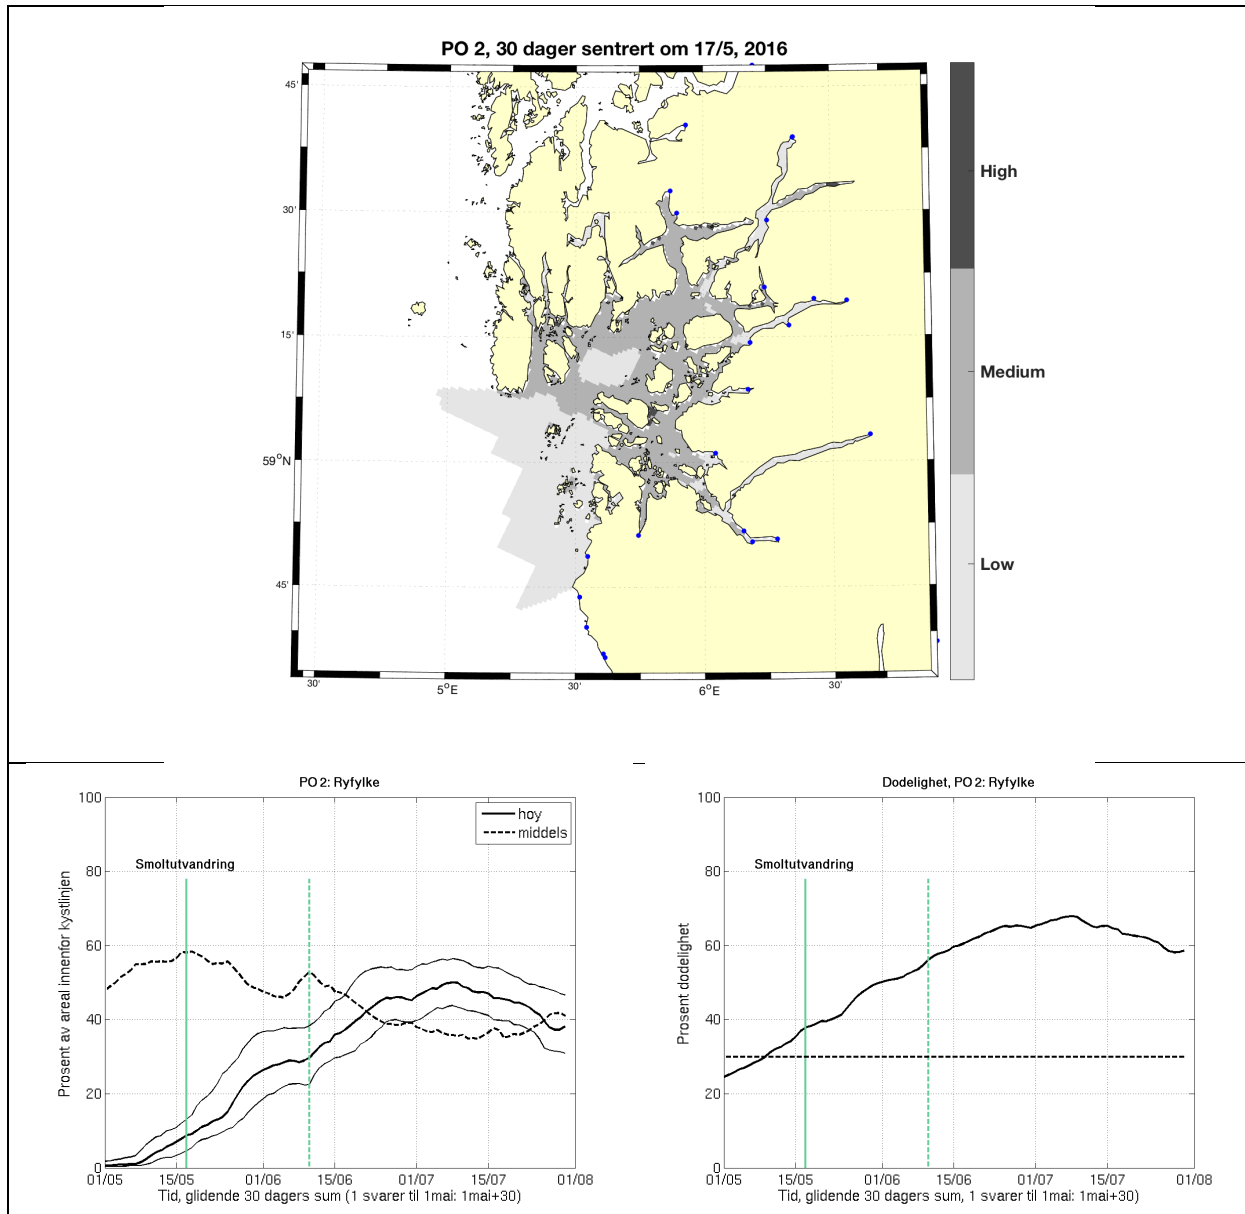 PO 2, 30 dager sentrert om 17/5, 2016
45'
30'
15'
59°N
45'
30'
5°E
30'
6°E
30'
High
Medium
Low
PO 2: Ryfylke
100
80
60
40
20
0
hoy
middels
Smoltutvandring
Prosent av areal innenfor kystlinjen
01/05
15/05
01/06
15/06
01/07
15/07
01/08
Tid, glidende 30 dagers sum (1 svarer til 1mai: 1mai+30)
Dodelighet, PO 2: Ryfylke
100
80
60
40
20
0
Smoltutvandring
Prosent dodelighet
01/05
15/05
01/06
15/06
01/07
15/07
01/08
Tid, glidende 30 dagers sum, 1 svarer til 1mai: 1mai+30)